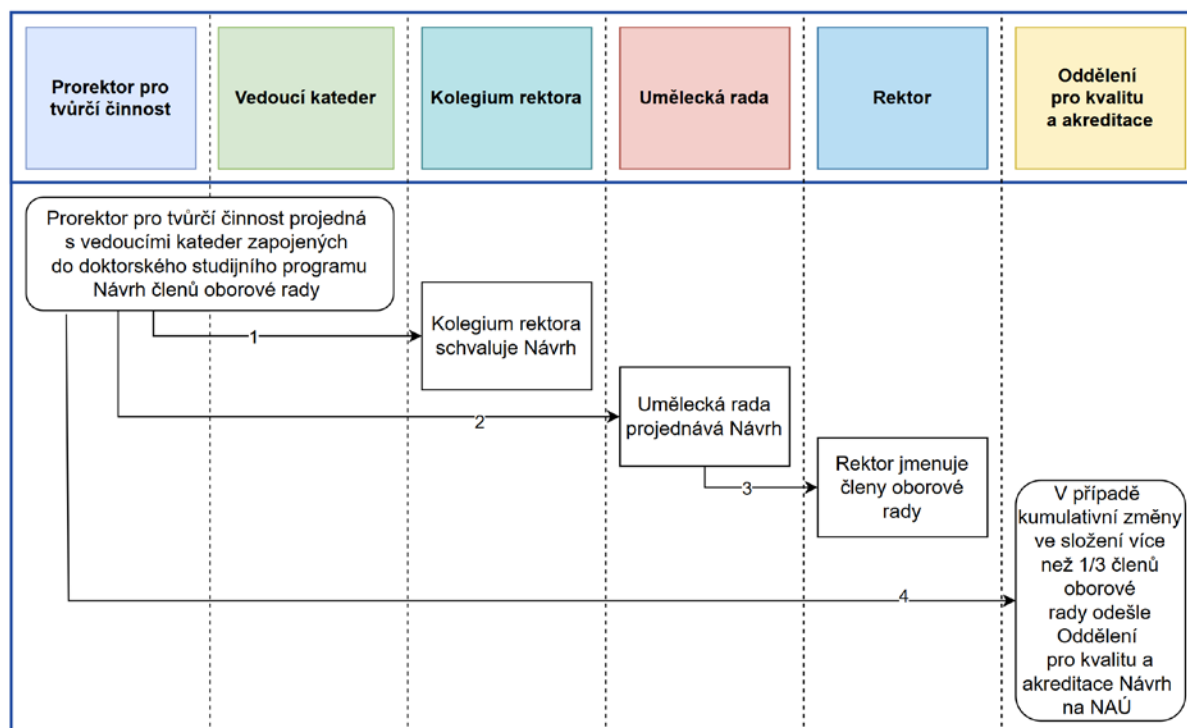 Prorektor pro
tvůrčí činnost
Vedoucí kateder
Kolegium rektora
Umělecká rada
Rektor
Oddělení
pro kvalitu
a akreditace
Prorektor pro tvůrčí činnost projedná
s vedoucími kateder zapojených
do doktorského studijního programu
Návrh členů oborové rady
1
Kolegium rektora
schvaluje Návrh
2
Umělecká rada
projednává Návrh
3
Rektor jmenuje
členy oborové
rady
4
V případě
kumulativní změny
ve složení více
než 1/3 členů
oborové
rady odešle
Oddělení
pro kvalitu a
akreditace Návrh
na NAÚ